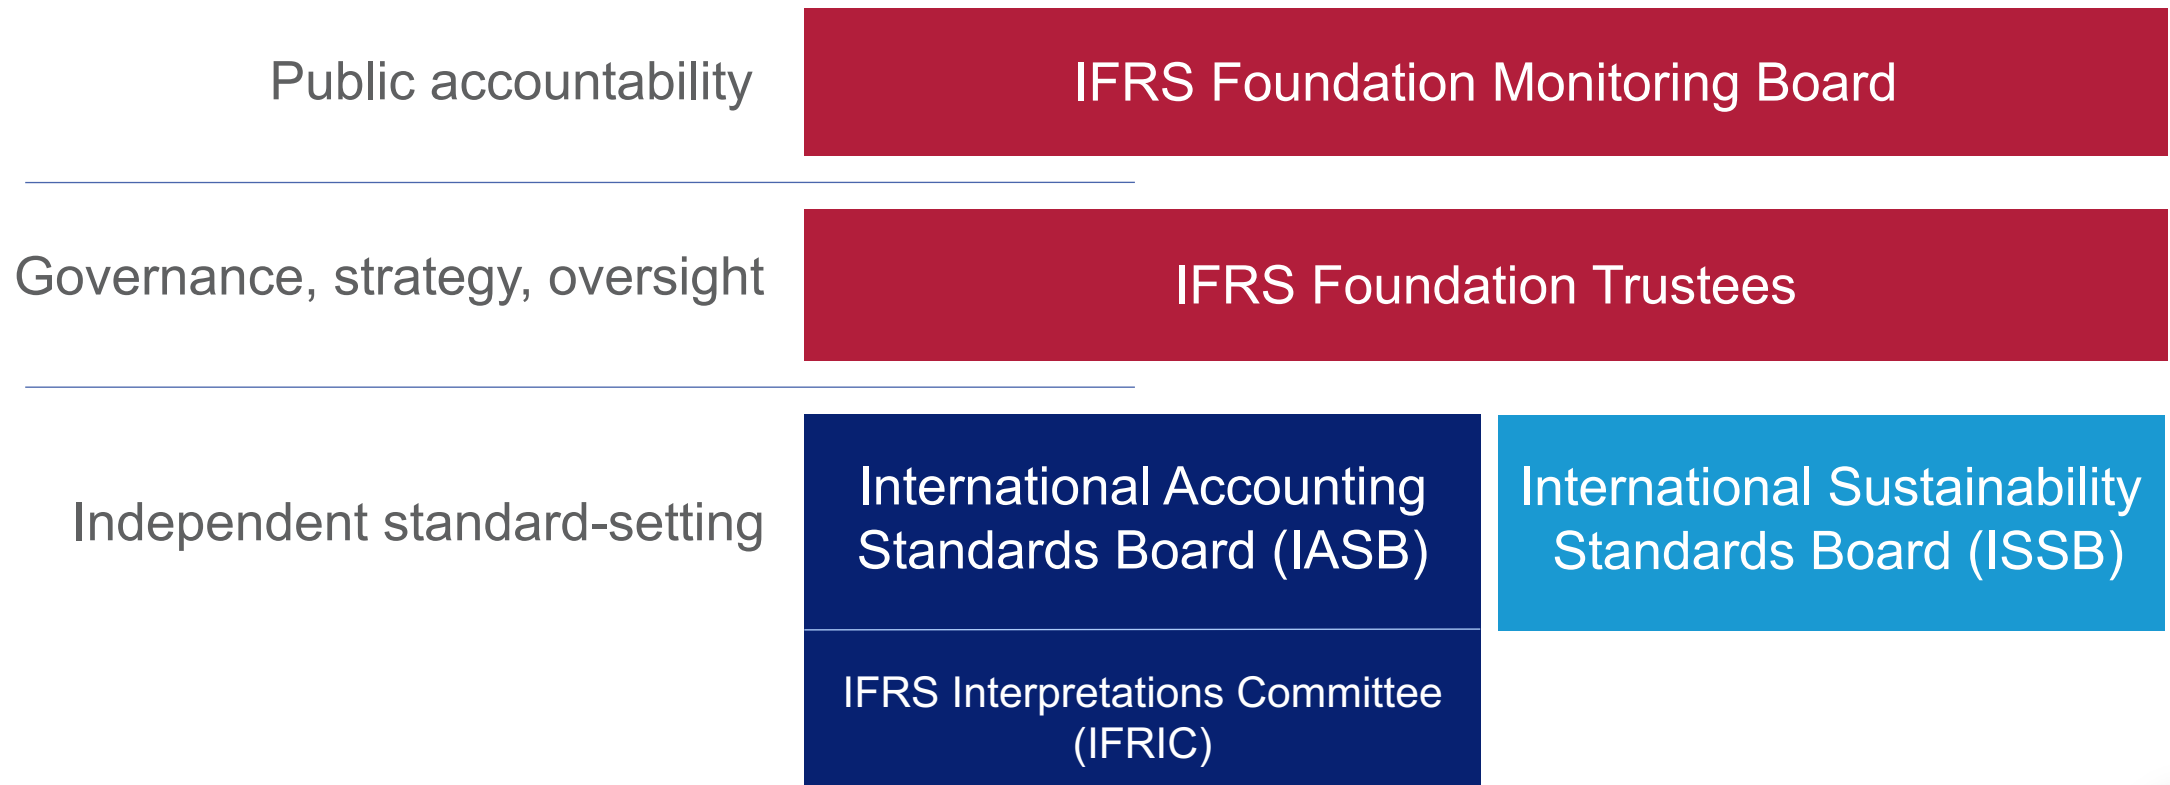 Public accountability
IFRS Foundation Monitoring Board
Governance, strategy, oversight
IFRS Foundation Trustees
Independent standard-setting
International Accounting
Standards Board (IASB)
International Sustainability
Standards Board (ISSB)
IFRS Interpretations Committee
(IFRIC)